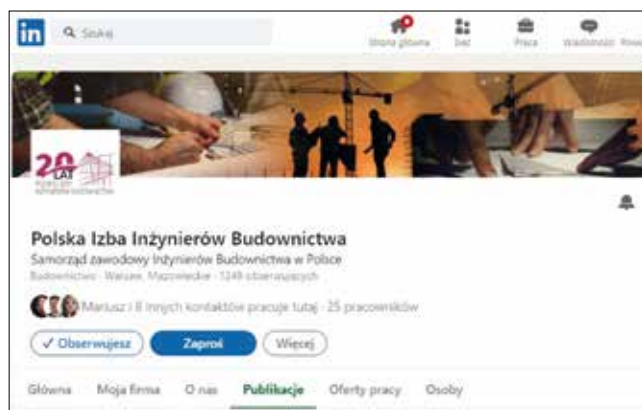 in Szukaj
Strona główna Sieć Praca Wiadomości
20
LAT
Polska Izba Inżynierów Budownictwa
Samorząd zawodowy Inżynierów Budownictwa w Polsce
Budownictwo · Warsaw, Mazowieckie · 1249 obserwujących
Mariusz i 8 innych kontaktów pracuje tutaj · 25 pracowników
✓ Obserwujesz Zaproś Więcej
Główna Moja firma O nas Publikacje Oferty pracy Osoby